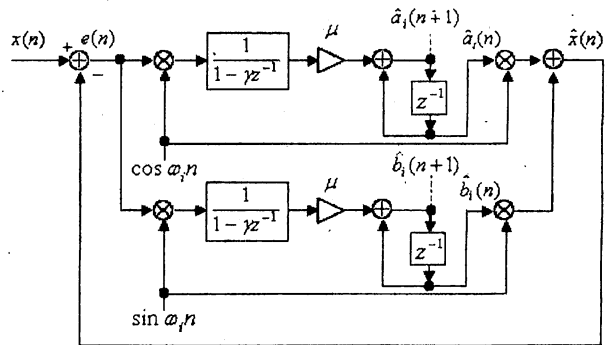 x(n) + e(n) − 1 / (1 − γz⁻¹) μ â_i(n+1) â_i(n) x̂(n)
z⁻¹
cos ω_i n
1 / (1 − γz⁻¹) μ b̂_i(n+1) b̂_i(n)
z⁻¹
sin ω_i n